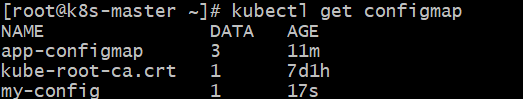 [root@k8s-master ~]# kubectl get configmap
NAME DATA AGE
app-configmap 3 11m
kube-root-ca.crt 1 7d1h
my-config 1 17s